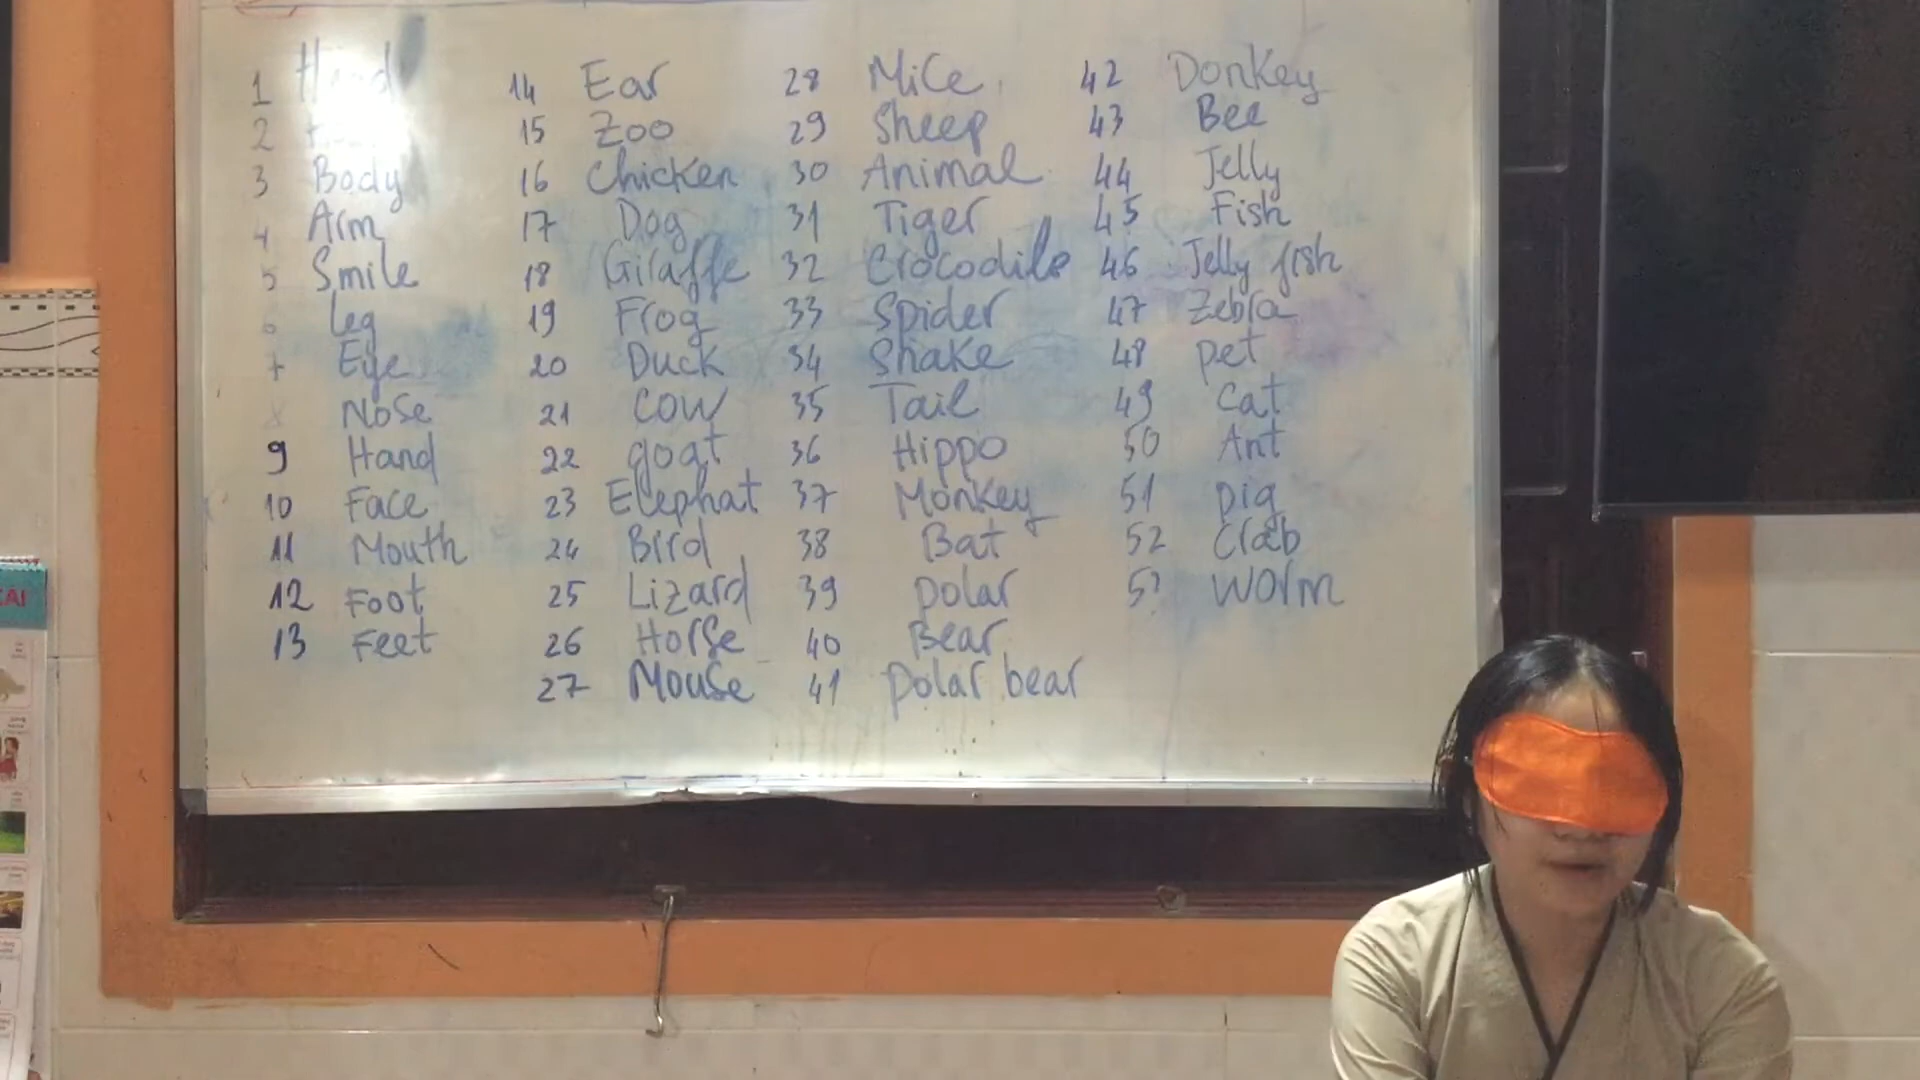 1
2
3 Body
4 Arm
5 Smile
6 Leg
7 Eye
Nose
9 Hand
10 Face
11 Mouth
12 Foot
13 Feet
14 Ear
15 Zoo
16 Chicken
17 Dog
18 Giraffe
19 Frog
20 Duck
21 Cow
22 goat
23 Elephat
24 Bird
25 Lizard
26 Horse
27 Mouse
28 Mice
29 Sheep
30 Animal
31 Tiger
32 Crocodile
33 Spider
34 Snake
35 Tail
36 Hippo
37 Monkey
38 Bat
39 polar
40 Bear
41 polar bear
42 Donkey
43 Bee
44 Jelly
45 Fish
46 Jelly fish
47 Zebra
48 pet
49 Cat
50 Ant
51 pig
52 Crab
worm